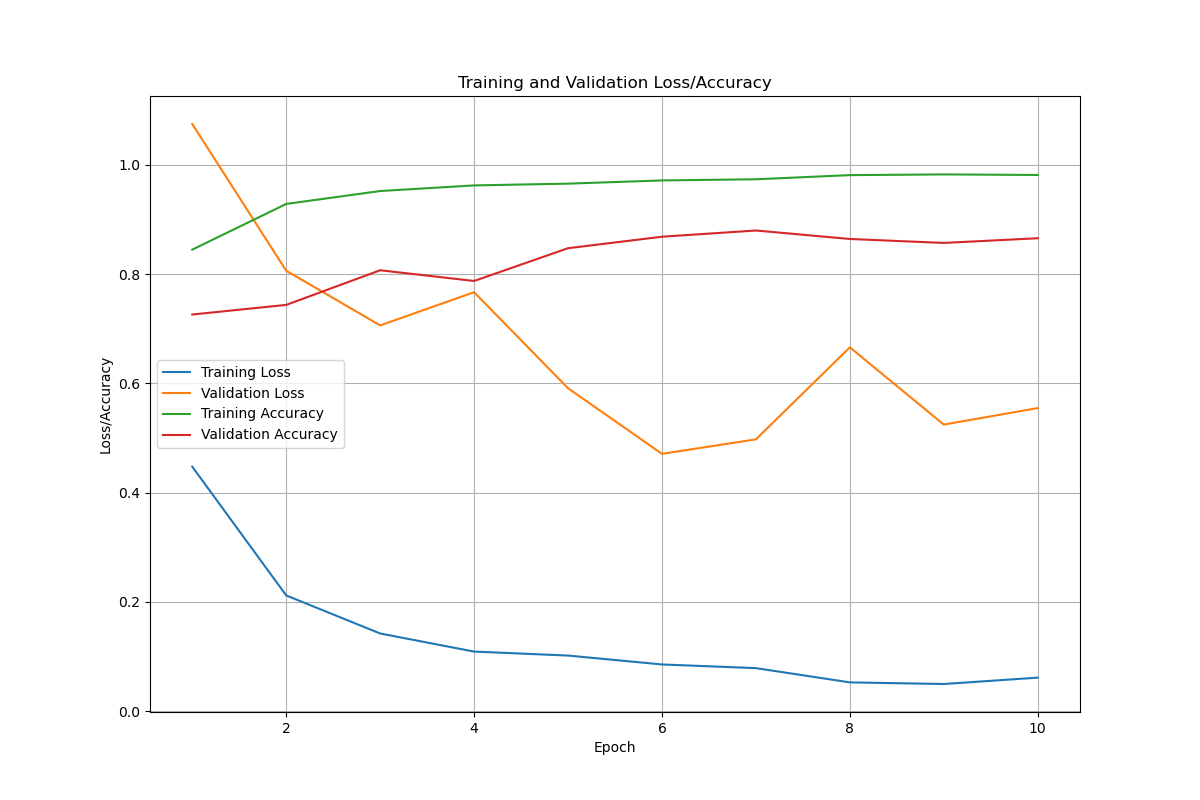 Training and Validation Loss/Accuracy
1.0
0.8
0.6
0.4
0.2
0.0
Loss/Accuracy
Training Loss
Validation Loss
Training Accuracy
Validation Accuracy
2 4 6 8 10
Epoch